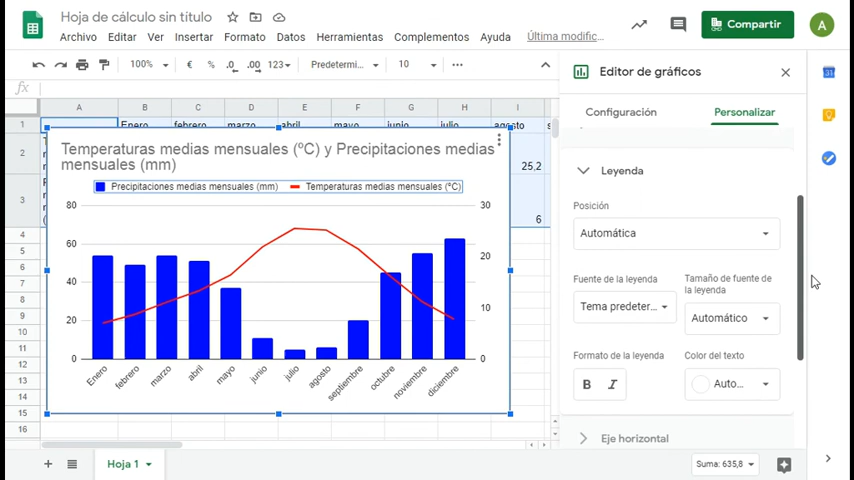 Hoja de cálculo sin título
Archivo Editar Ver Insertar Formato Datos Herramientas Complementos Ayuda Última modific...
Compartir
A
100% € % .0 .00 123 Predetermi... 10
fx
Editor de gráficos
Configuración Personalizar
A B C D E F G H I
1 Enero febrero marzo abril mayo junio julio agosto s
2 25,2
3 6
4
5
6
7
8
9
10
11
12
13
14
15
16
Temperaturas medias mensuales (ºC) y Precipitaciones medias
mensuales (mm)
Precipitaciones medias mensuales (mm) Temperaturas medias mensuales (ºC)
80 30
60 20
40
20 10
0 0
Enero febrero marzo abril mayo junio julio agosto septiembre octubre noviembre diciembre
Leyenda
Posición
Automática
Fuente de la leyenda
Tema predeter...
Tamaño de fuente de
la leyenda
Automático
Formato de la leyenda
B I
Color del texto
Auto...
Eje horizontal
Hoja 1
Suma: 635,8